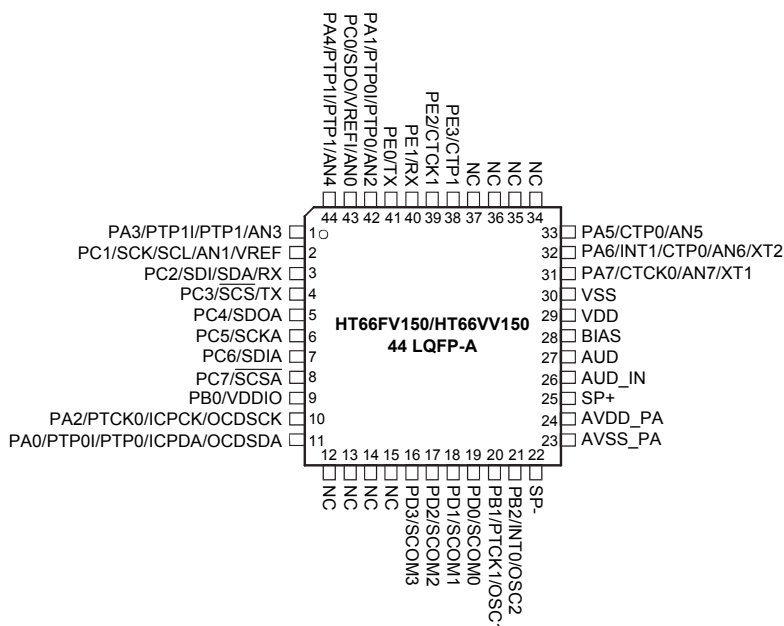 PA4/PTP1I/PTP1/AN4
PC0/SDO/VREFI/AN0
PA1/PTP0I/PTP0/AN2
PE0/TX
PE1/RX
PE2/CTCK1
PE3/CTP1
NC
NC
NC
NC
44 43 42 41 40 39 38 37 36 35 34
PA3/PTP1I/PTP1/AN3 1
PC1/SCK/SCL/AN1/VREF 2
PC2/SDI/SDA/RX 3
PC3/SCS/TX 4
PC4/SDOA 5
PC5/SCKA 6
PC6/SDIA 7
PC7/SCSA 8
PB0/VDDIO 9
PA2/PTCK0/ICPCK/OCDSCK 10
PA0/PTP0I/PTP0/ICPDA/OCDSDA 11
HT66FV150/HT66VV150
44 LQFP-A
33 PA5/CTP0/AN5
32 PA6/INT1/CTP0/AN6/XT2
31 PA7/CTCK0/AN7/XT1
30 VSS
29 VDD
28 BIAS
27 AUD
26 AUD_IN
25 SP+
24 AVDD_PA
23 AVSS_PA
12 13 14 15 16 17 18 19 20 21 22
NC
NC
NC
NC
PD3/SCOM3
PD2/SCOM2
PD1/SCOM1
PD0/SCOM0
PB1/PTCK1/OSC1
PB2/INT0/OSC2
SP-